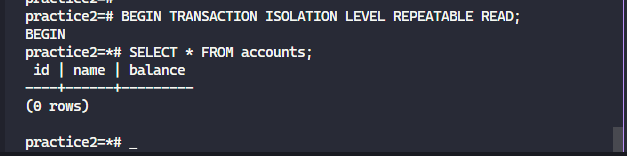 practice2=#
practice2=# BEGIN TRANSACTION ISOLATION LEVEL REPEATABLE READ;
BEGIN
practice2=*# SELECT * FROM accounts;
 id | name | balance
----+------+---------
(0 rows)

practice2=*# _